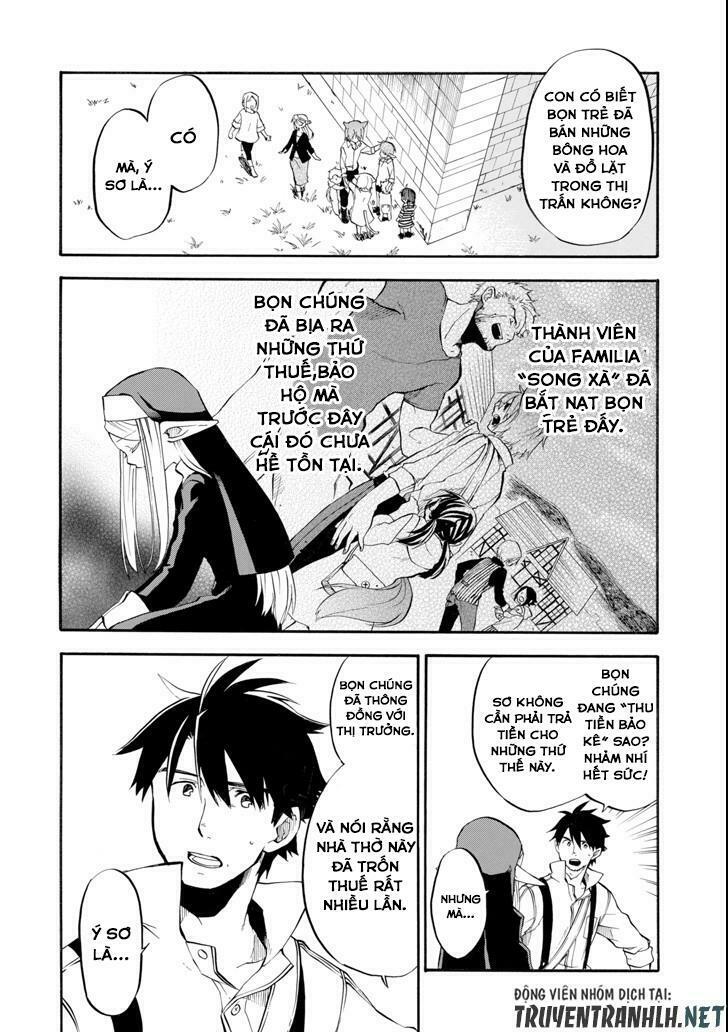 CON CÓ BIẾT
BỌN TRẺ ĐÃ
BÁN NHỮNG
BÔNG HOA
VÀ ĐỒ LẶT
TRONG THỊ
TRẤN KHÔNG?
CÓ
MÀ, Ý
SƠ LÀ...
THÀNH VIÊN
CỦA FAMILIA
"SONG XÀ" ĐÃ
BẮT NẠT BỌN
TRẺ ĐẤY.
BỌN CHÚNG
ĐÃ BỊA RA
NHỮNG THỨ
THUẾ,BẢO
HỘ MÀ
TRƯỚC ĐÂY
CÁI ĐÓ CHƯA
HỀ TỒN TẠI.
BỌN
CHÚNG
ĐANG "THU
TIỀN BẢO
KÊ" SAO?
NHẢM NHÍ
HẾT SỨC!
SƠ KHÔNG
CẦN PHẢI TRẢ
TIỀN CHO
NHỮNG THỨ
THẾ NÀY.
NHƯNG
MÀ...
BỌN CHÚNG
ĐÃ THÔNG
ĐỒNG VỚI
THỊ TRƯỞNG.
VÀ NÓI RẰNG
NHÀ THỜ NÀY
ĐÃ TRỐN
THUẾ RẤT
NHIỀU LẦN.
Ý SƠ
LÀ...
ĐỘNG VIÊN NHÓM DỊCH TẠI:
TRUYENTRANHLH.NET